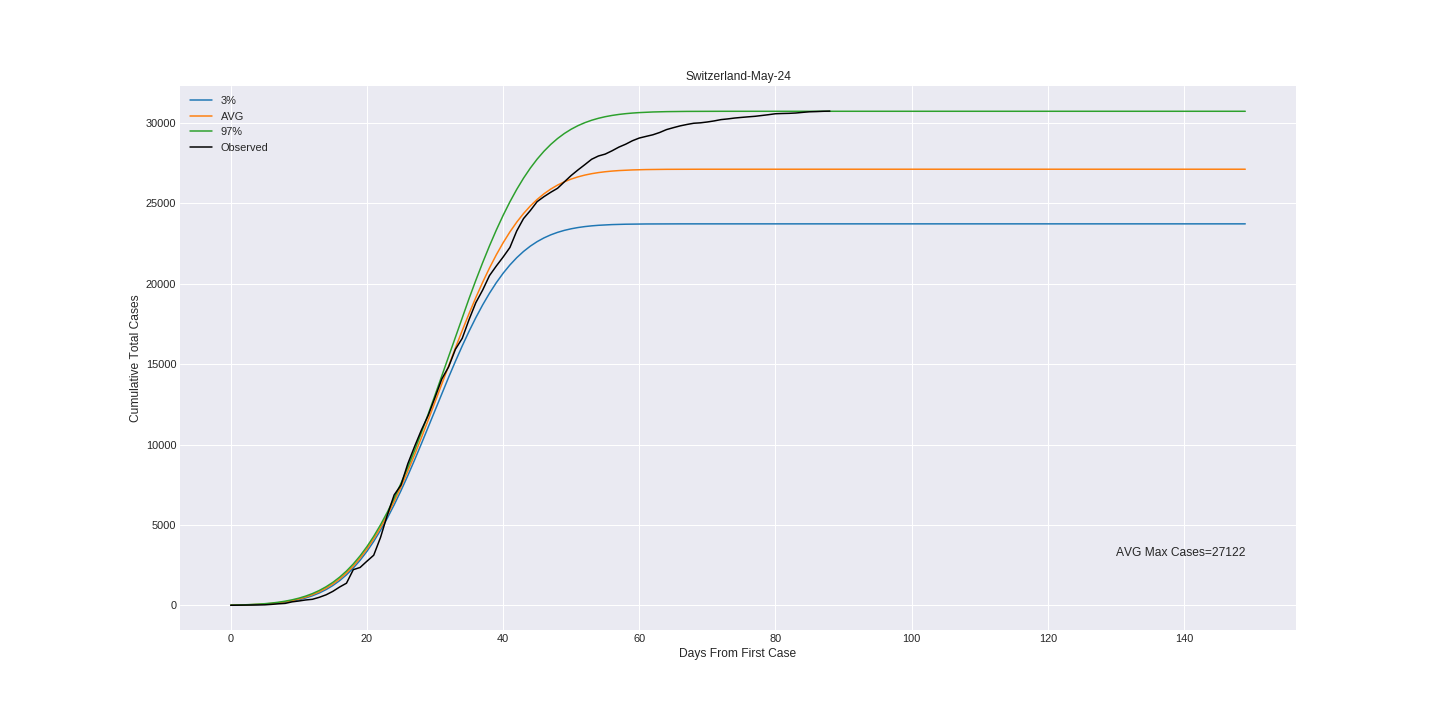 Switzerland-May-24
3%
AVG
97%
Observed
30000
25000
20000
15000
10000
5000
0
Cumulative Total Cases
AVG Max Cases=27122
0 20 40 60 80 100 120 140
Days From First Case